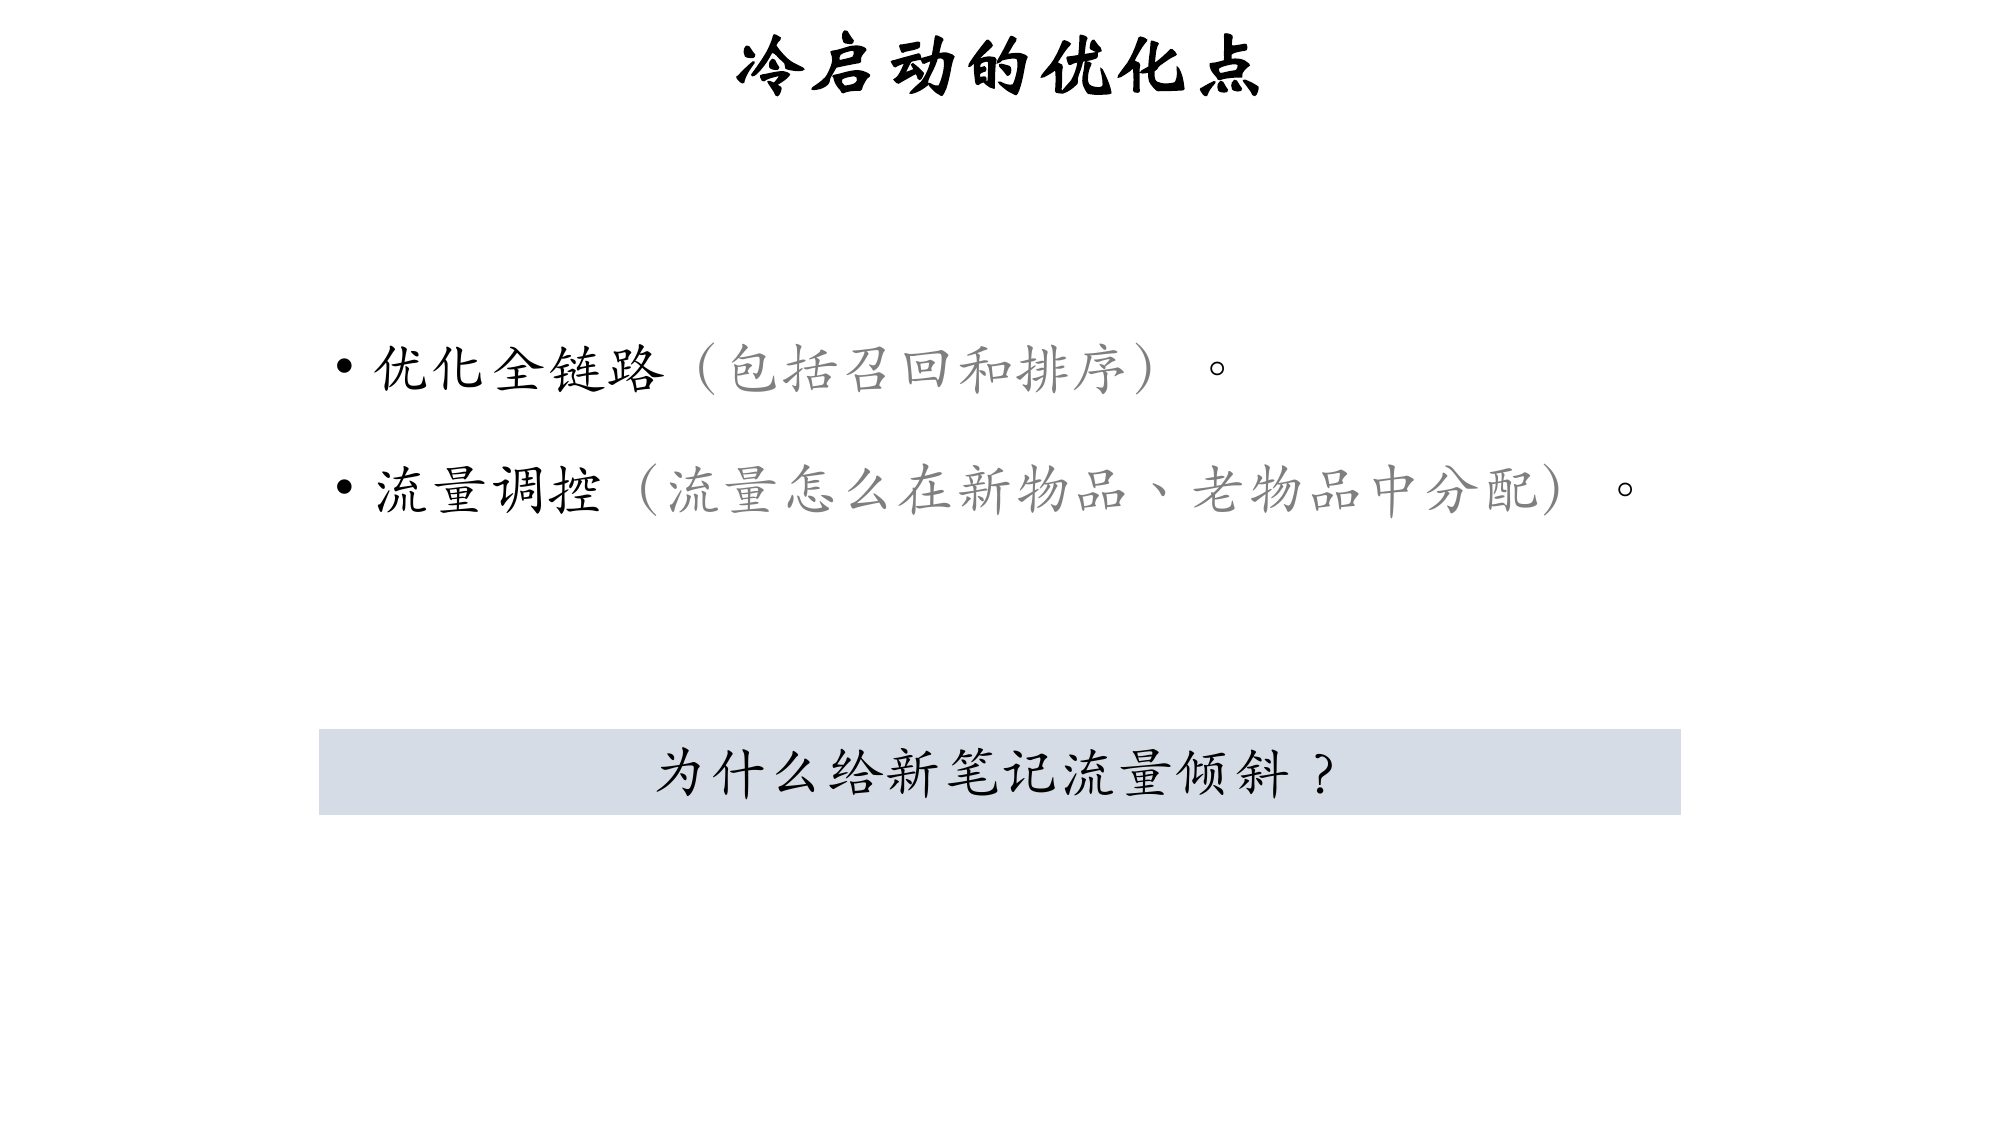 冷启动的优化点
• 优化全链路（包括召回和排序）。
• 流量调控（流量怎么在新物品、老物品中分配）。
为什么给新笔记流量倾斜？